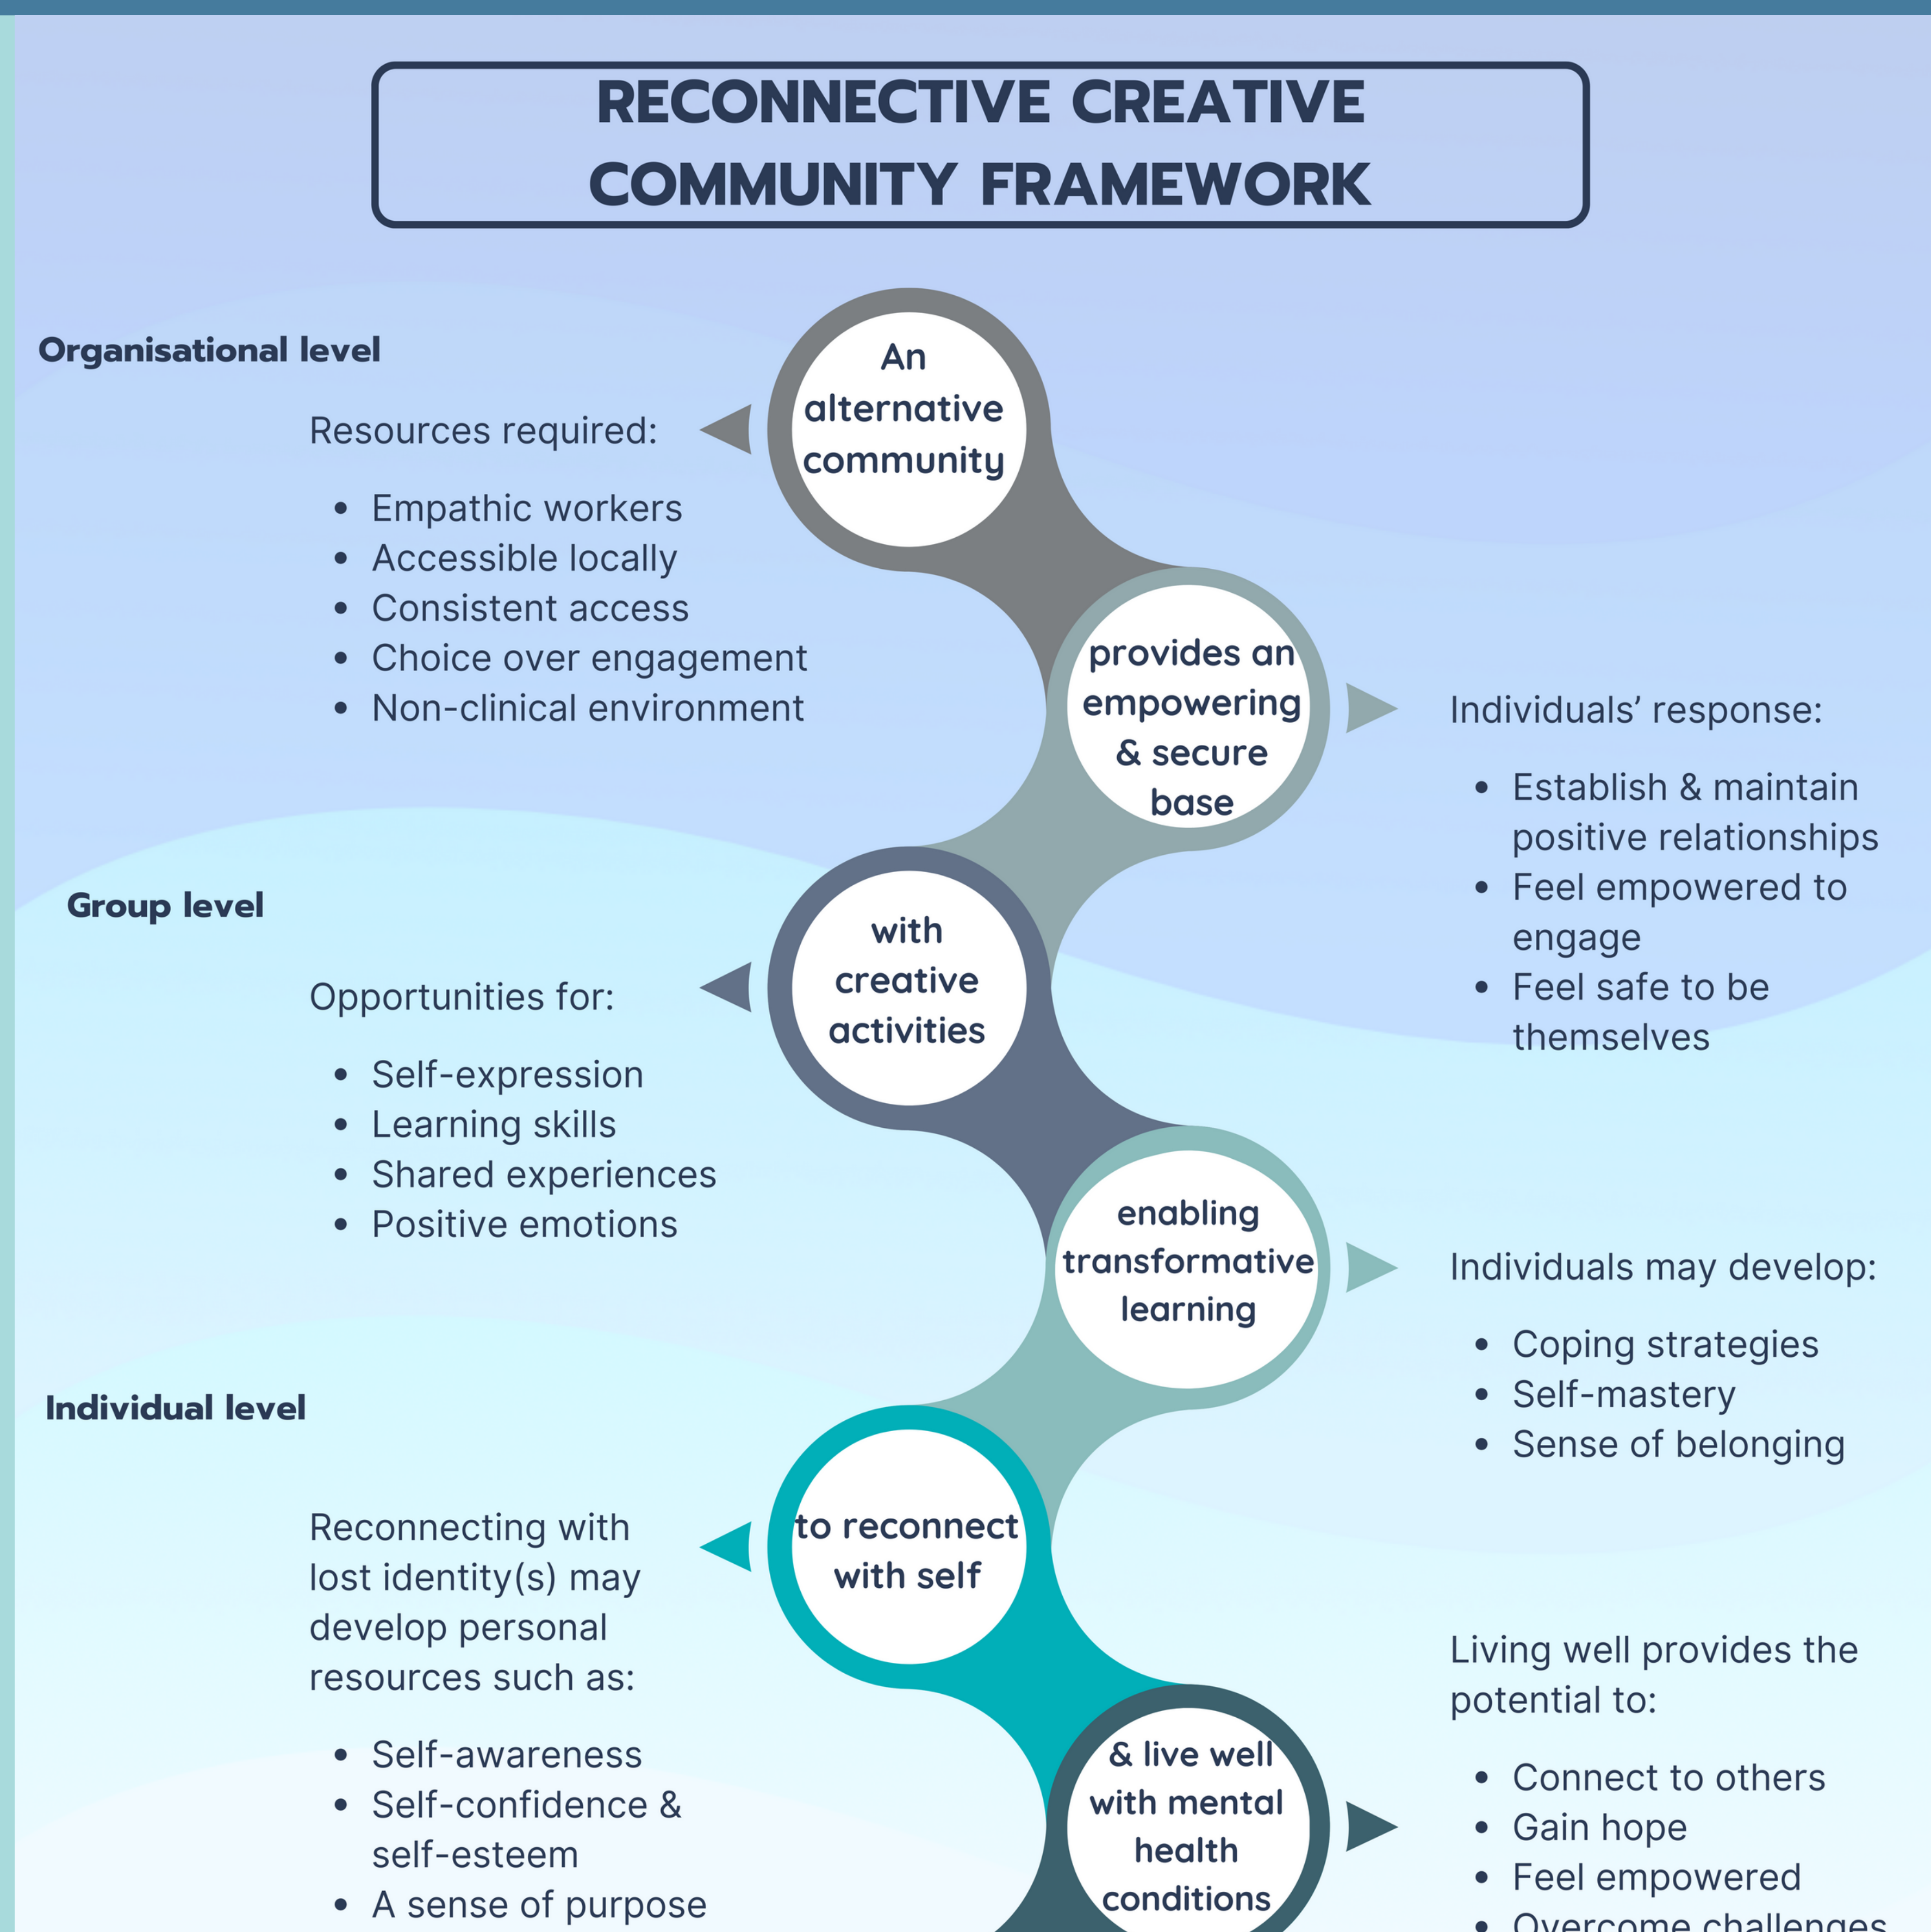 RECONNECTIVE CREATIVE
COMMUNITY FRAMEWORK
Organisational level
An
alternative
community
Resources required:
• Empathic workers
• Accessible locally
• Consistent access
• Choice over engagement
• Non-clinical environment
provides an
empowering
& secure
base
Individuals’ response:
• Establish & maintain
positive relationships
• Feel empowered to
engage
• Feel safe to be
themselves
Group level
with
creative
activities
Opportunities for:
• Self-expression
• Learning skills
• Shared experiences
• Positive emotions
enabling
transformative
learning
Individuals may develop:
• Coping strategies
• Self-mastery
• Sense of belonging
Individual level
to reconnect
with self
Reconnecting with
lost identity(s) may
develop personal
resources such as:
• Self-awareness
• Self-confidence &
self-esteem
• A sense of purpose
& live well
with mental
health
conditions
Living well provides the
potential to:
• Connect to others
• Gain hope
• Feel empowered
• Overcome challenges